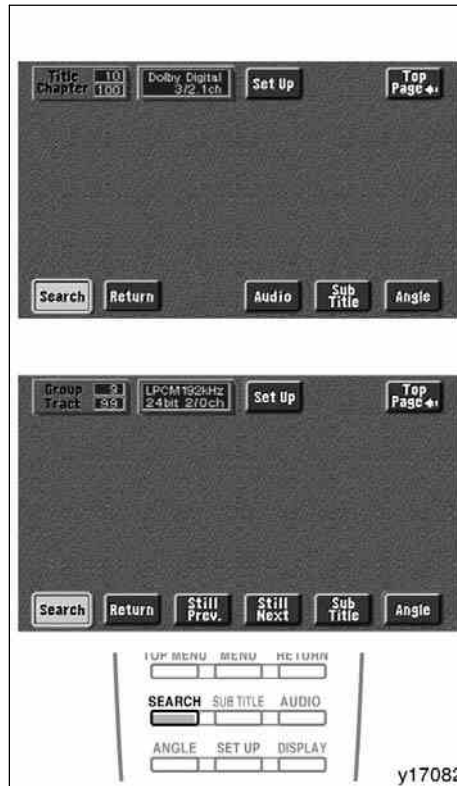 Title 10
Chapter 100
Dolby Digital
3/2.1ch
Set Up
Top
Page
Search
Return
Audio
Sub
Title
Angle
Group 9
Track 99
LPCM192kHz
24bit 2/0ch
Set Up
Top
Page
Search
Return
Still
Prev.
Still
Next
Sub
Title
Angle
TOP MENU MENU RETURN
SEARCH SUB TITLE AUDIO
ANGLE SET UP DISPLAY
y17082